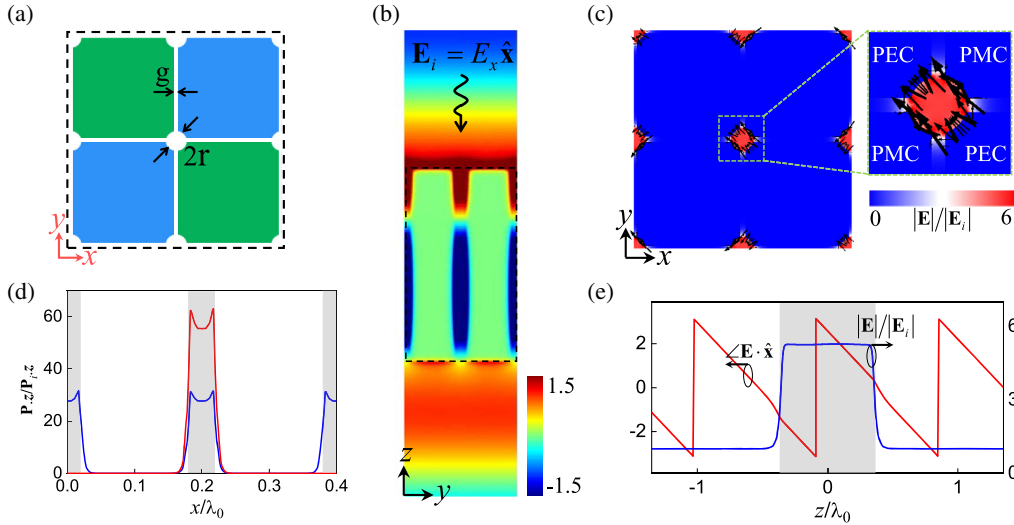 (a)
g
2r
y
x
(b)
E_i = E_x x̂
1.5
-1.5
z
y
(c)
PEC PMC
PMC PEC
0 |E|/|E_i| 6
y
x
(d)
60
40
20
0
P.z/P_i.z
0.0 0.1 0.2 0.3 0.4
x/λ_0
(e)
2
0
-2
∠E · x̂
|E|/|E_i|
6
3
0
-1 0 1
z/λ_0